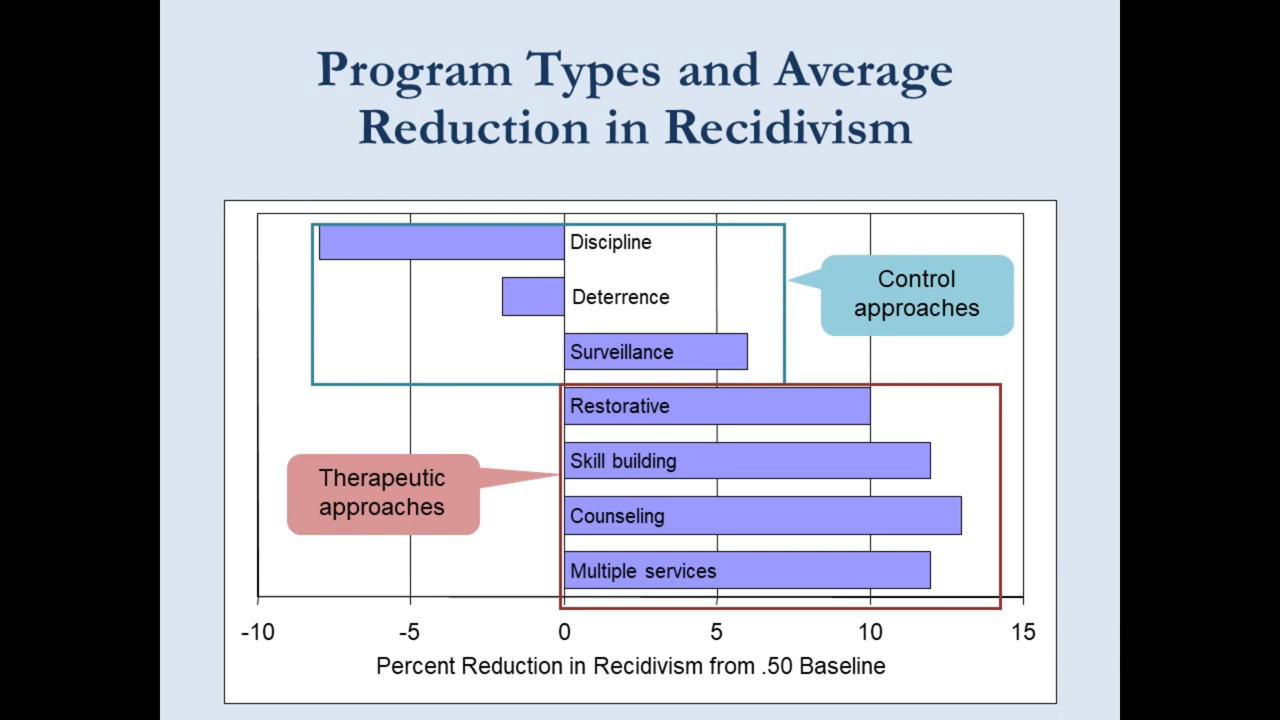 Program Types and Average
Reduction in Recidivism
Discipline
Deterrence
Surveillance
Control
approaches
Restorative
Skill building
Therapeutic
approaches
Counseling
Multiple services
-10 -5 0 5 10 15
Percent Reduction in Recidivism from .50 Baseline